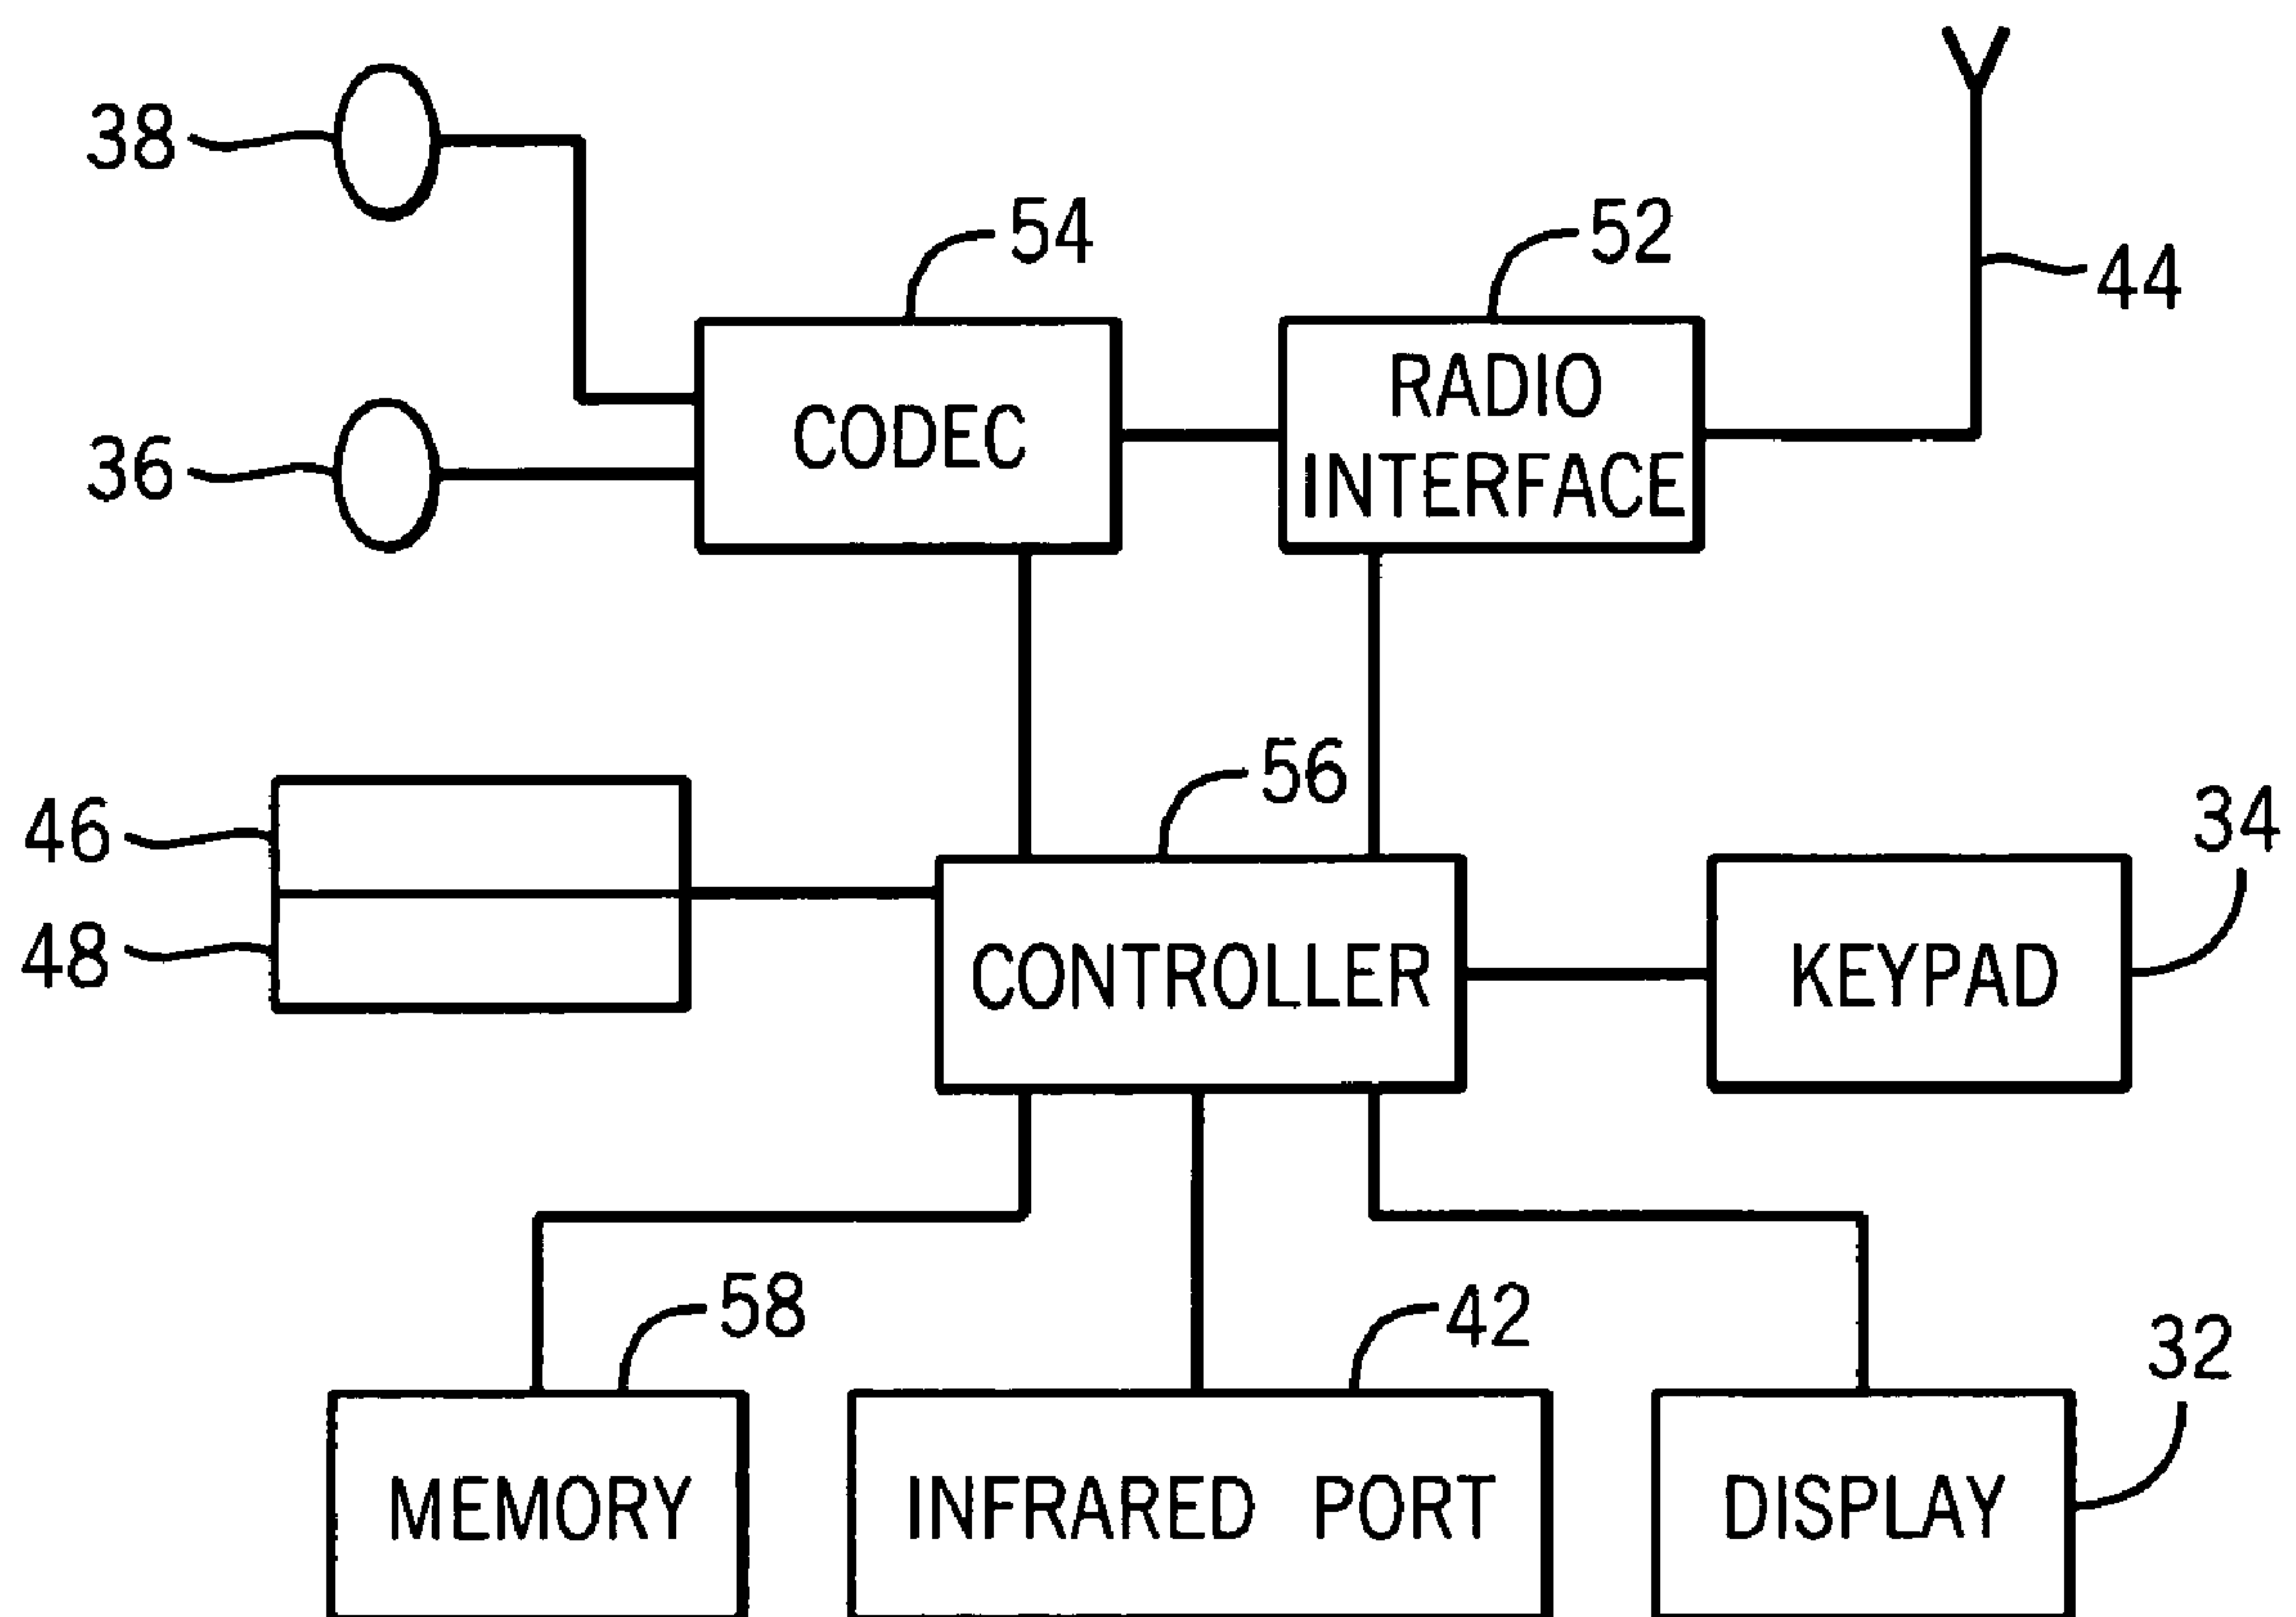 38
54
52
44
CODEC
RADIO
INTERFACE
36
56
46
34
48
CONTROLLER
KEYPAD
58
42
32
MEMORY
INFRARED PORT
DISPLAY